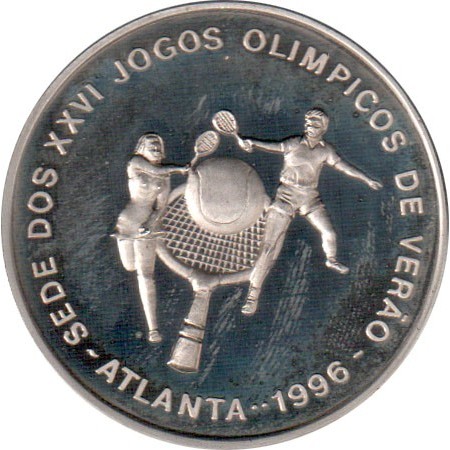 SEDE DOS XXVI JOGOS OLIMPICOS DE VERÃO
~ ATLANTA ·· 1996 ~